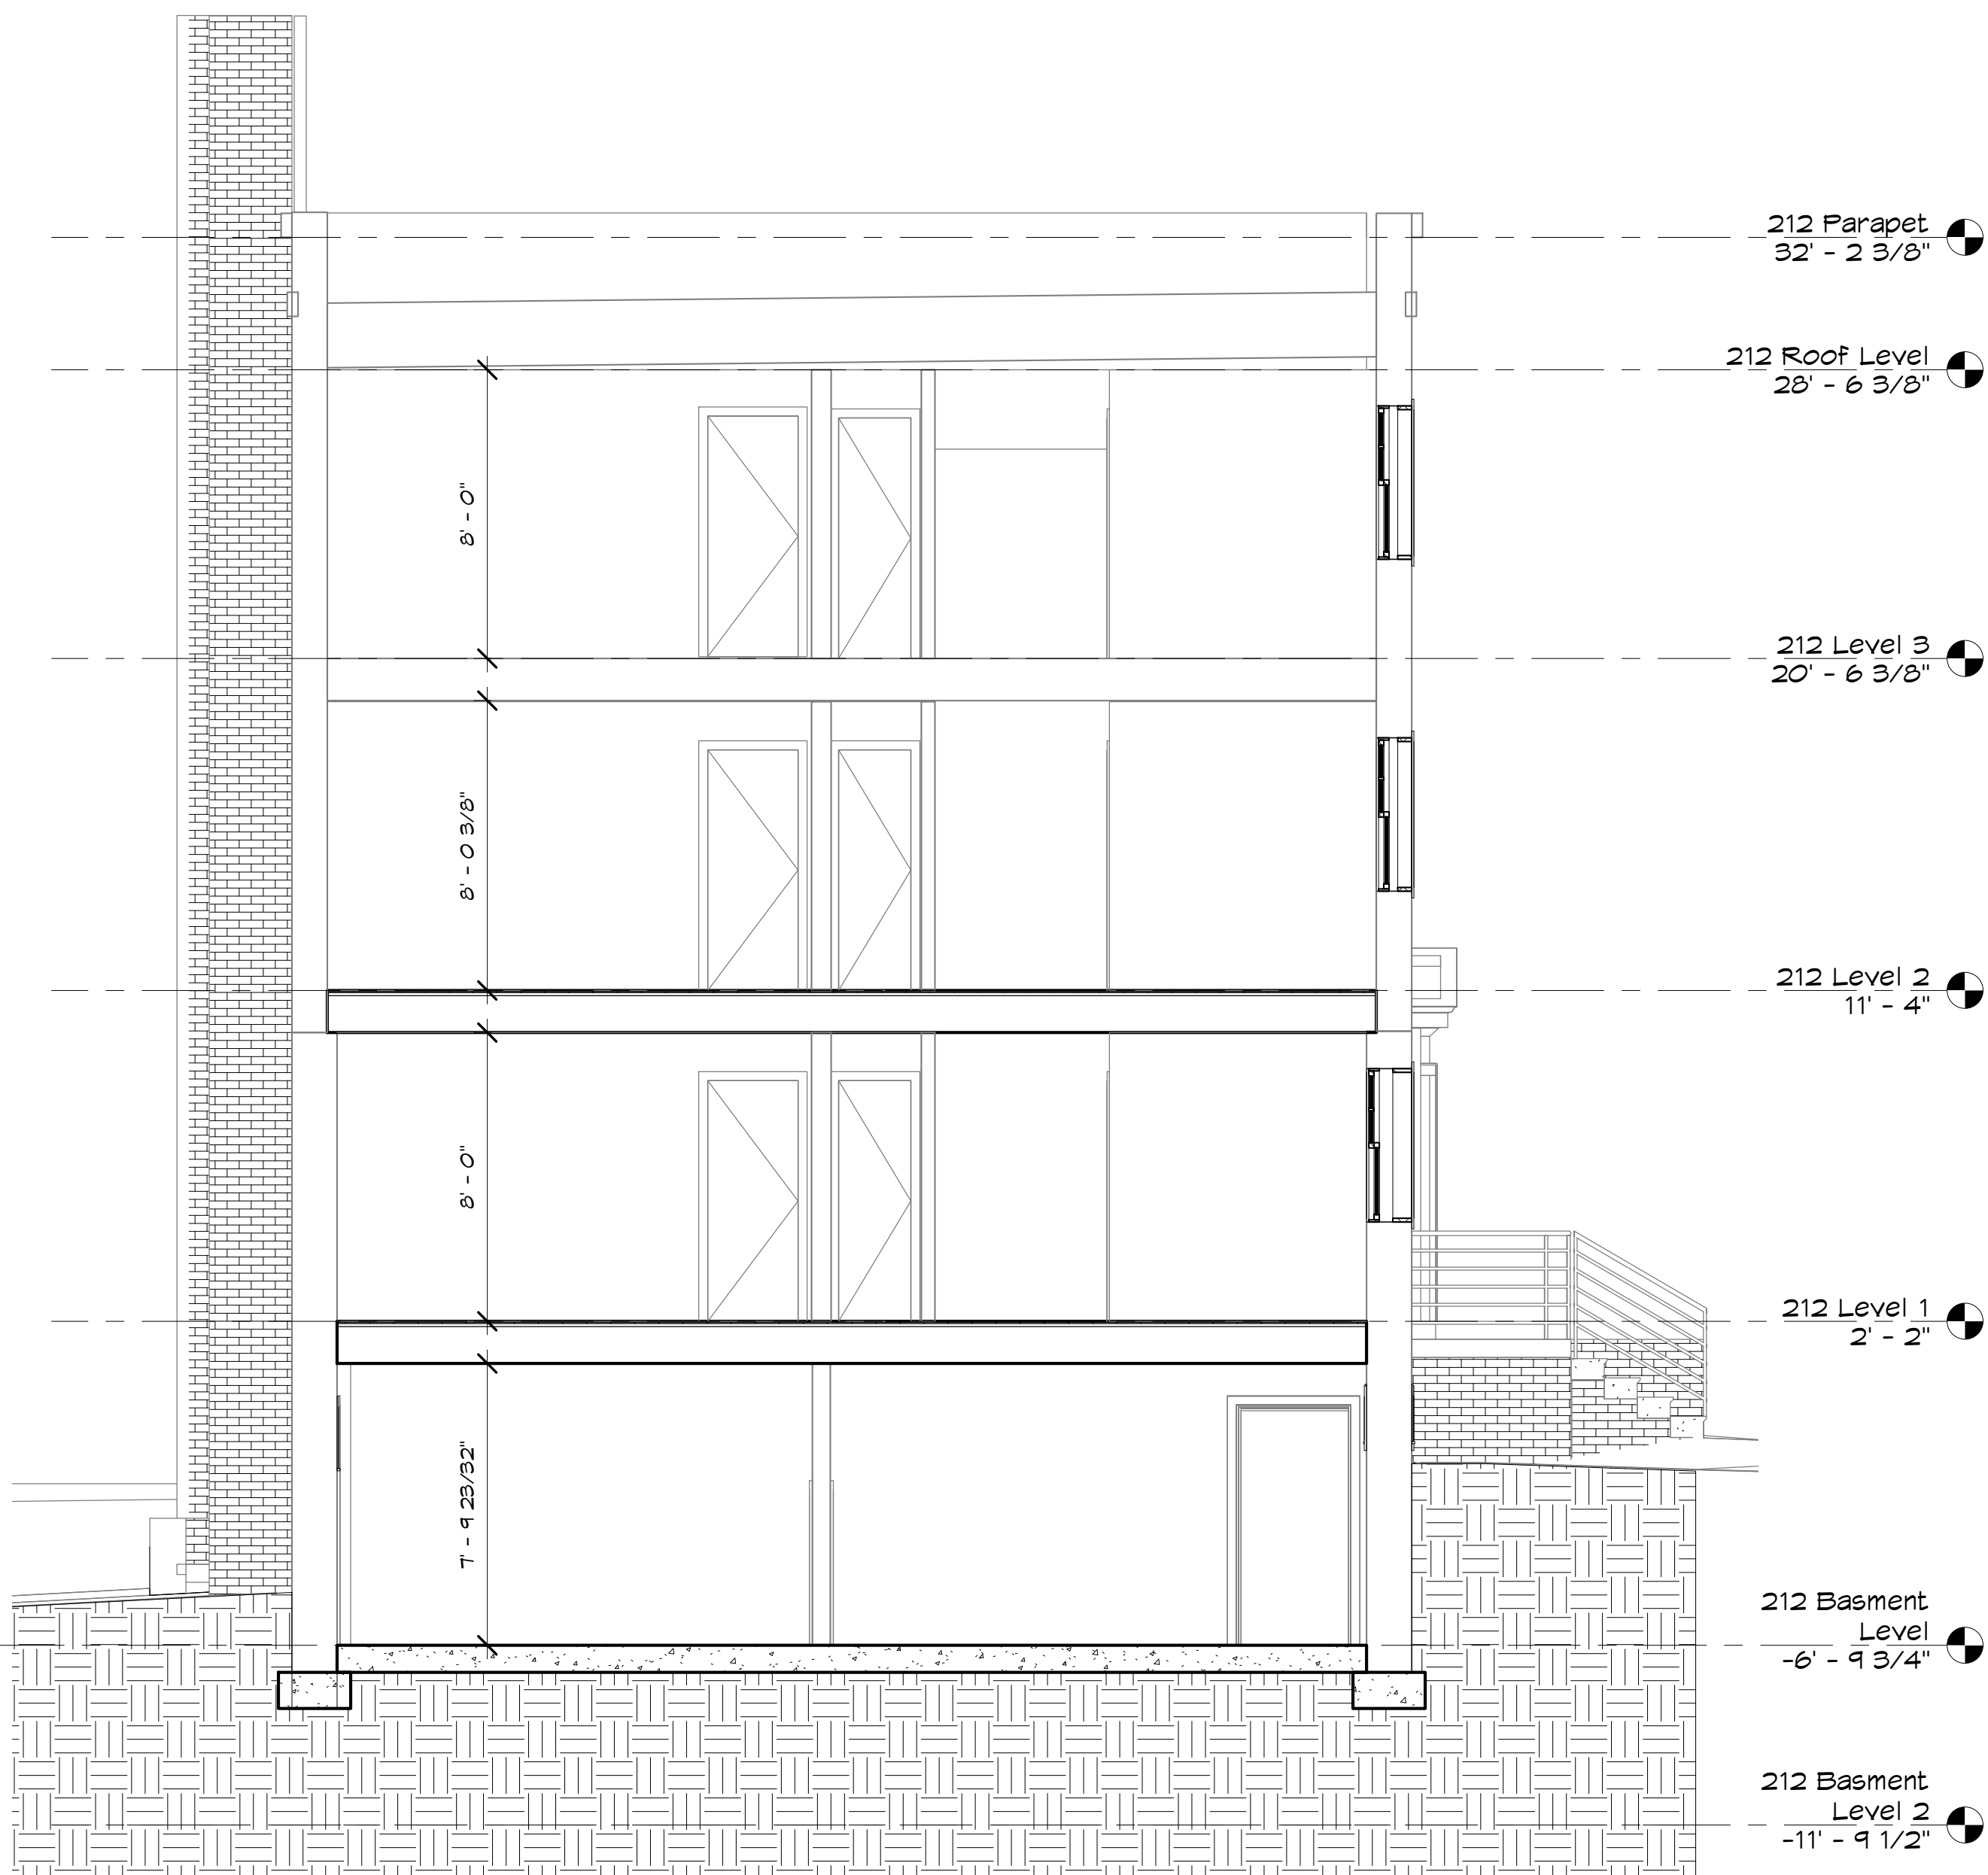 212 Parapet
32' - 2 3/8"
212 Roof Level
28' - 6 3/8"
8' - 0"
212 Level 3
20' - 6 3/8"
8' - 0 3/8"
212 Level 2
11' - 4"
8' - 0"
212 Level 1
2' - 2"
7' - 9 23/32"
212 Basment
Level
-6' - 9 3/4"
212 Basment
Level 2
-11' - 9 1/2"